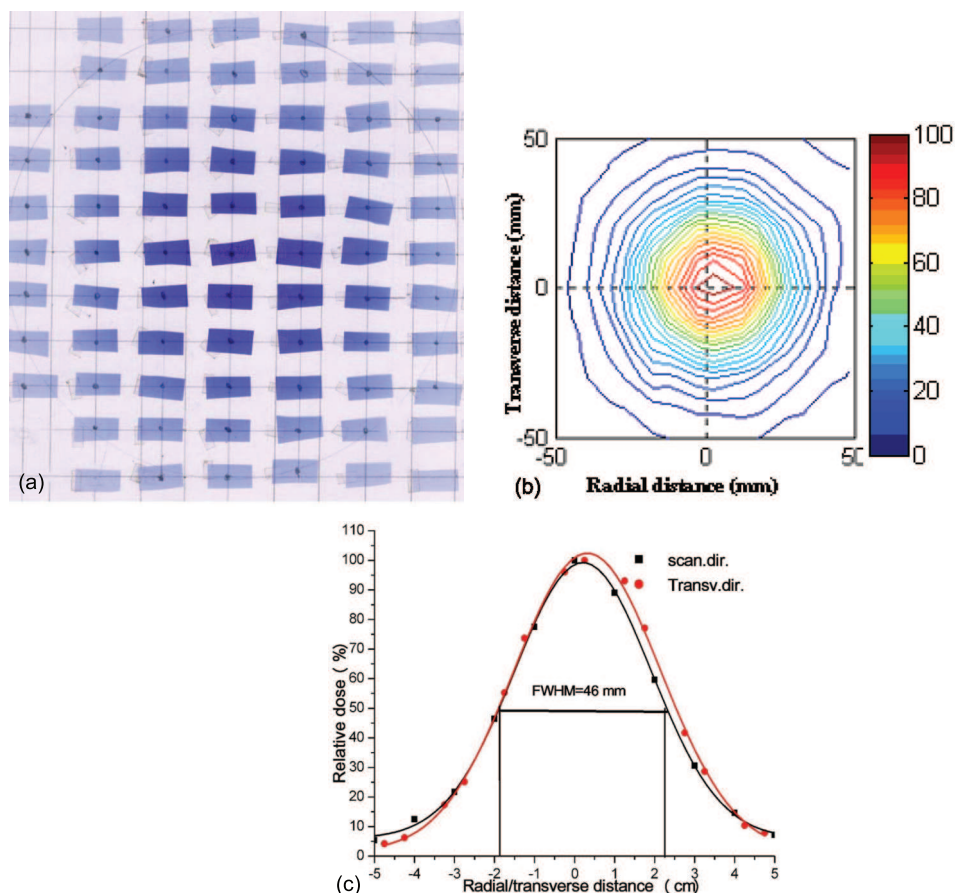 (a)
50
0
-50
-50
0
50
Transverse distance (mm)
Radial distance (mm)
100
80
60
40
20
0
(b)
110
100
90
80
70
60
50
40
30
20
10
0
Relative dose (%)
scan.dir.
Transv.dir.
FWHM=46 mm
-5 -4 -3 -2 -1 0 1 2 3 4 5
Radial/transverse distance (cm)
(c)